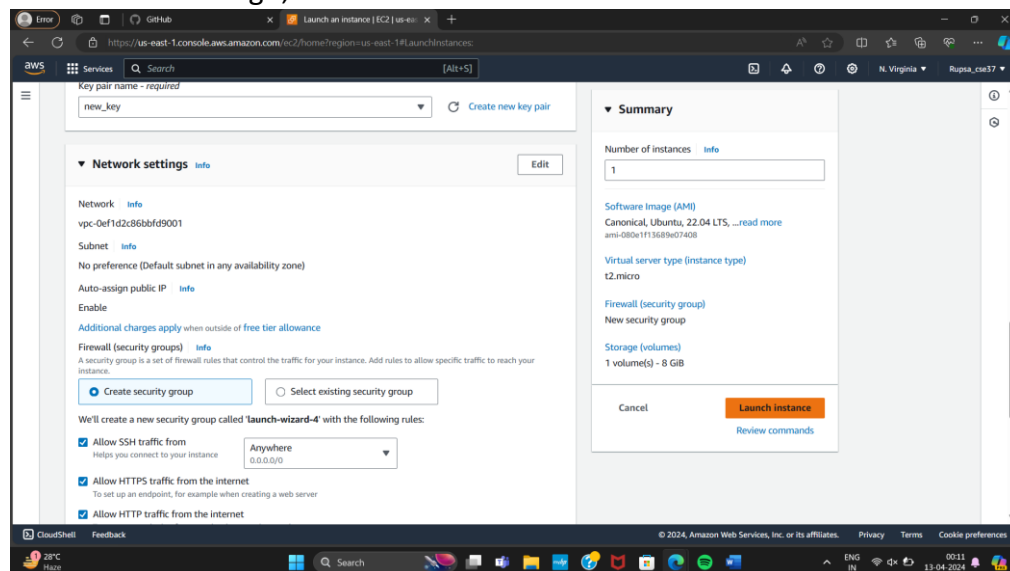 Error
GitHub
Launch an instance | EC2 | us-eas
https://us-east-1.console.aws.amazon.com/ec2/home?region=us-east-1#LaunchInstances:
aws
Services
Search
[Alt+S]
N. Virginia
Rupsa_cse37
Key pair name - required
new_key
Create new key pair
Network settings Info
Edit
Network Info
vpc-0ef1d2c86bbfd9001
Subnet Info
No preference (Default subnet in any availability zone)
Auto-assign public IP Info
Enable
Additional charges apply when outside of free tier allowance
Firewall (security groups) Info
A security group is a set of firewall rules that control the traffic for your instance. Add rules to allow specific traffic to reach your
instance.
Create security group
Select existing security group
We'll create a new security group called 'launch-wizard-4' with the following rules:
Allow SSH traffic from
Helps you connect to your instance
Anywhere
0.0.0.0/0
Allow HTTPS traffic from the internet
To set up an endpoint, for example when creating a web server
Allow HTTP traffic from the internet
Summary
Number of instances Info
1
Software Image (AMI)
Canonical, Ubuntu, 22.04 LTS, ...read more
ami-080e1f13689e07408
Virtual server type (instance type)
t2.micro
Firewall (security group)
New security group
Storage (volumes)
1 volume(s) - 8 GiB
Cancel
Launch instance
Review commands
CloudShell
Feedback
© 2024, Amazon Web Services, Inc. or its affiliates.
Privacy
Terms
Cookie preferences
1
28°C
Haze
Search
ENG
IN
00:11
13-04-2024